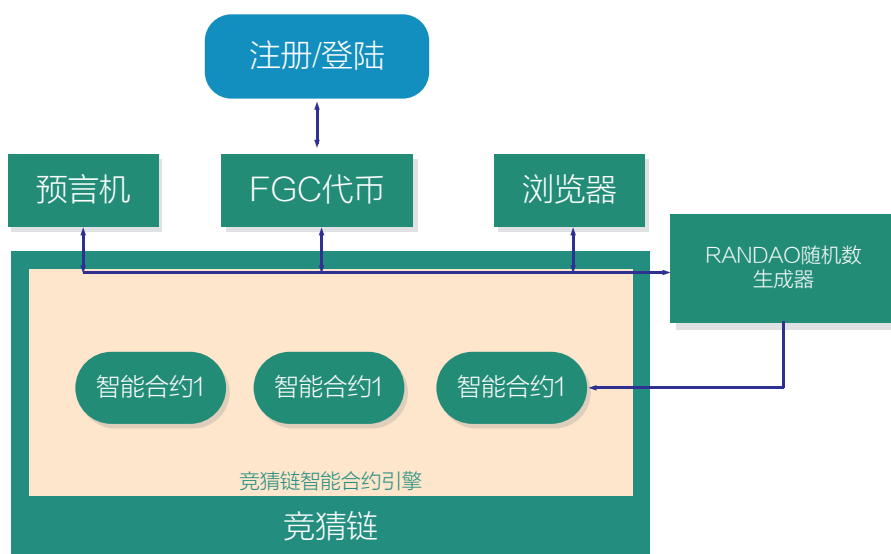 注册/登陆
预言机
FGC代币
浏览器
RANDAO随机数
生成器
智能合约1
智能合约1
智能合约1
竞猜链智能合约引擎
竞猜链